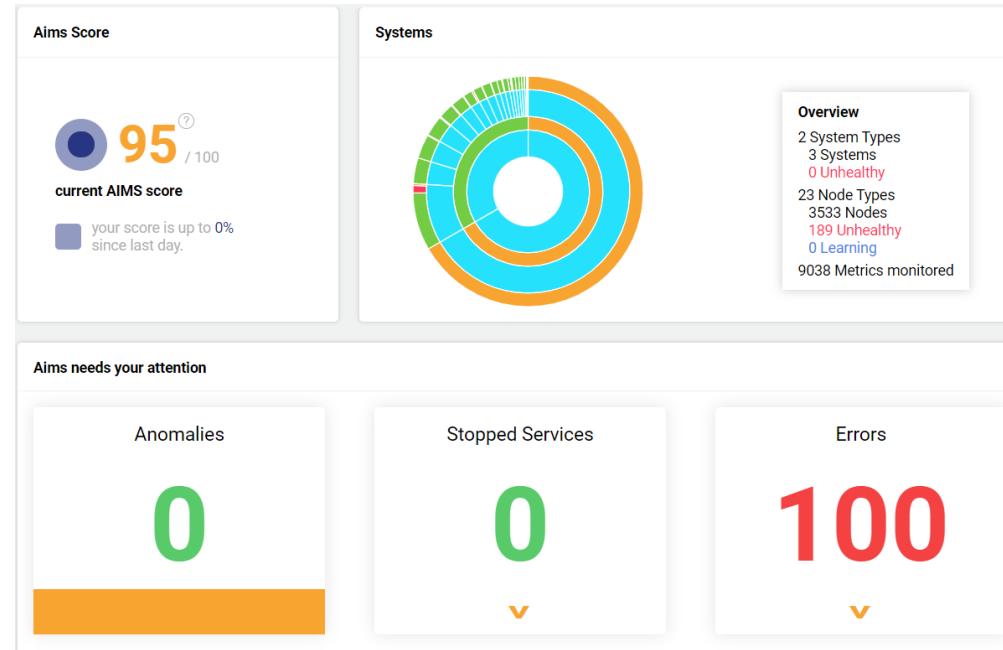 Aims Score
95 ? / 100
current AIMS score
your score is up to 0%
since last day.
Systems
Overview
2 System Types
3 Systems
0 Unhealthy
23 Node Types
3533 Nodes
189 Unhealthy
0 Learning
9038 Metrics monitored
Aims needs your attention
Anomalies
0
Stopped Services
0
Errors
100